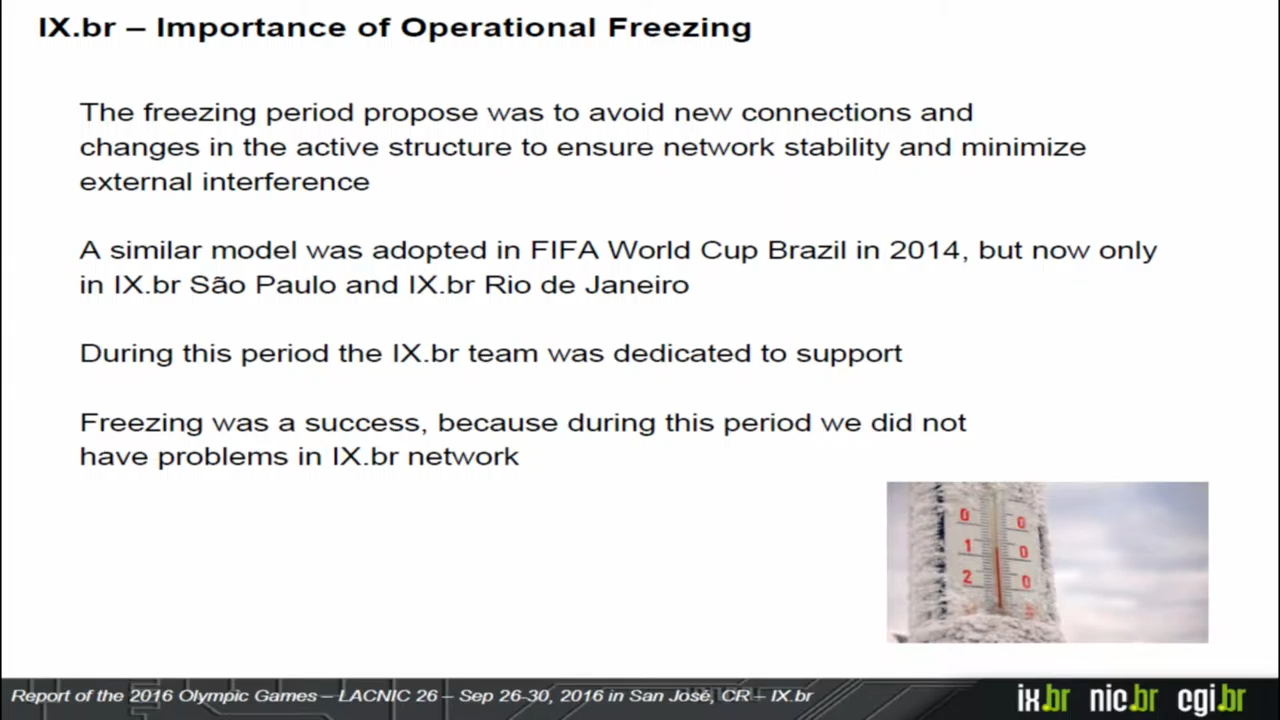 IX.br – Importance of Operational Freezing
The freezing period propose was to avoid new connections and
changes in the active structure to ensure network stability and minimize
external interference
A similar model was adopted in FIFA World Cup Brazil in 2014, but now only
in IX.br São Paulo and IX.br Rio de Janeiro
During this period the IX.br team was dedicated to support
Freezing was a success, because during this period we did not
have problems in IX.br network
0 0
1 0
2 0
Report of the 2016 Olympic Games – LACNIC 26 – Sep 26-30, 2016 in San José, CR – IX.br
ix.br nic.br cgi.br